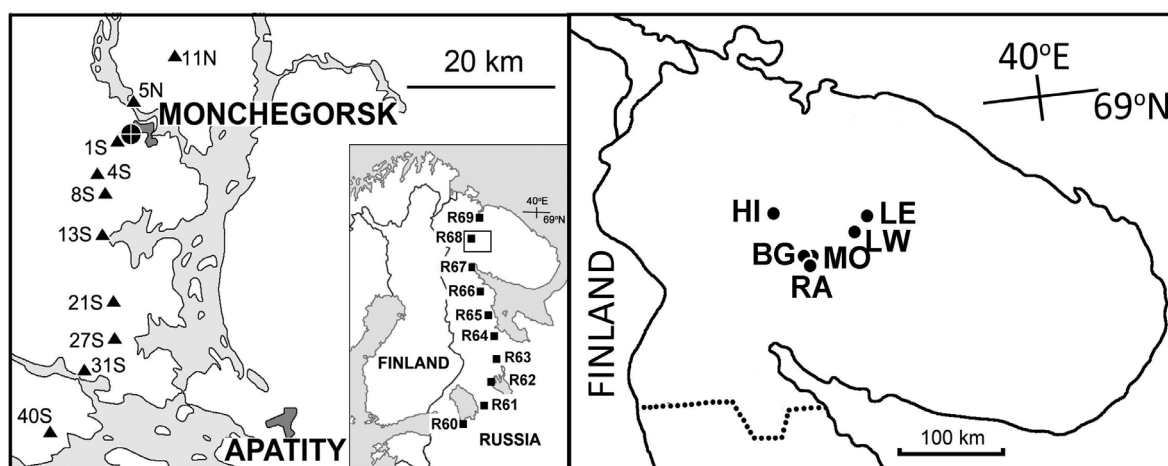 11N
20 km
5N
MONCHEGORSK
1S
4S
8S
13S
21S
27S
31S
40S
APATITY
40°E
69°N
R69
R68
R67
R66
R65
R64
R63
R62
R61
R60
FINLAND
RUSSIA
40°E
69°N
HI
LE
LW
BG
MO
RA
FINLAND
100 km